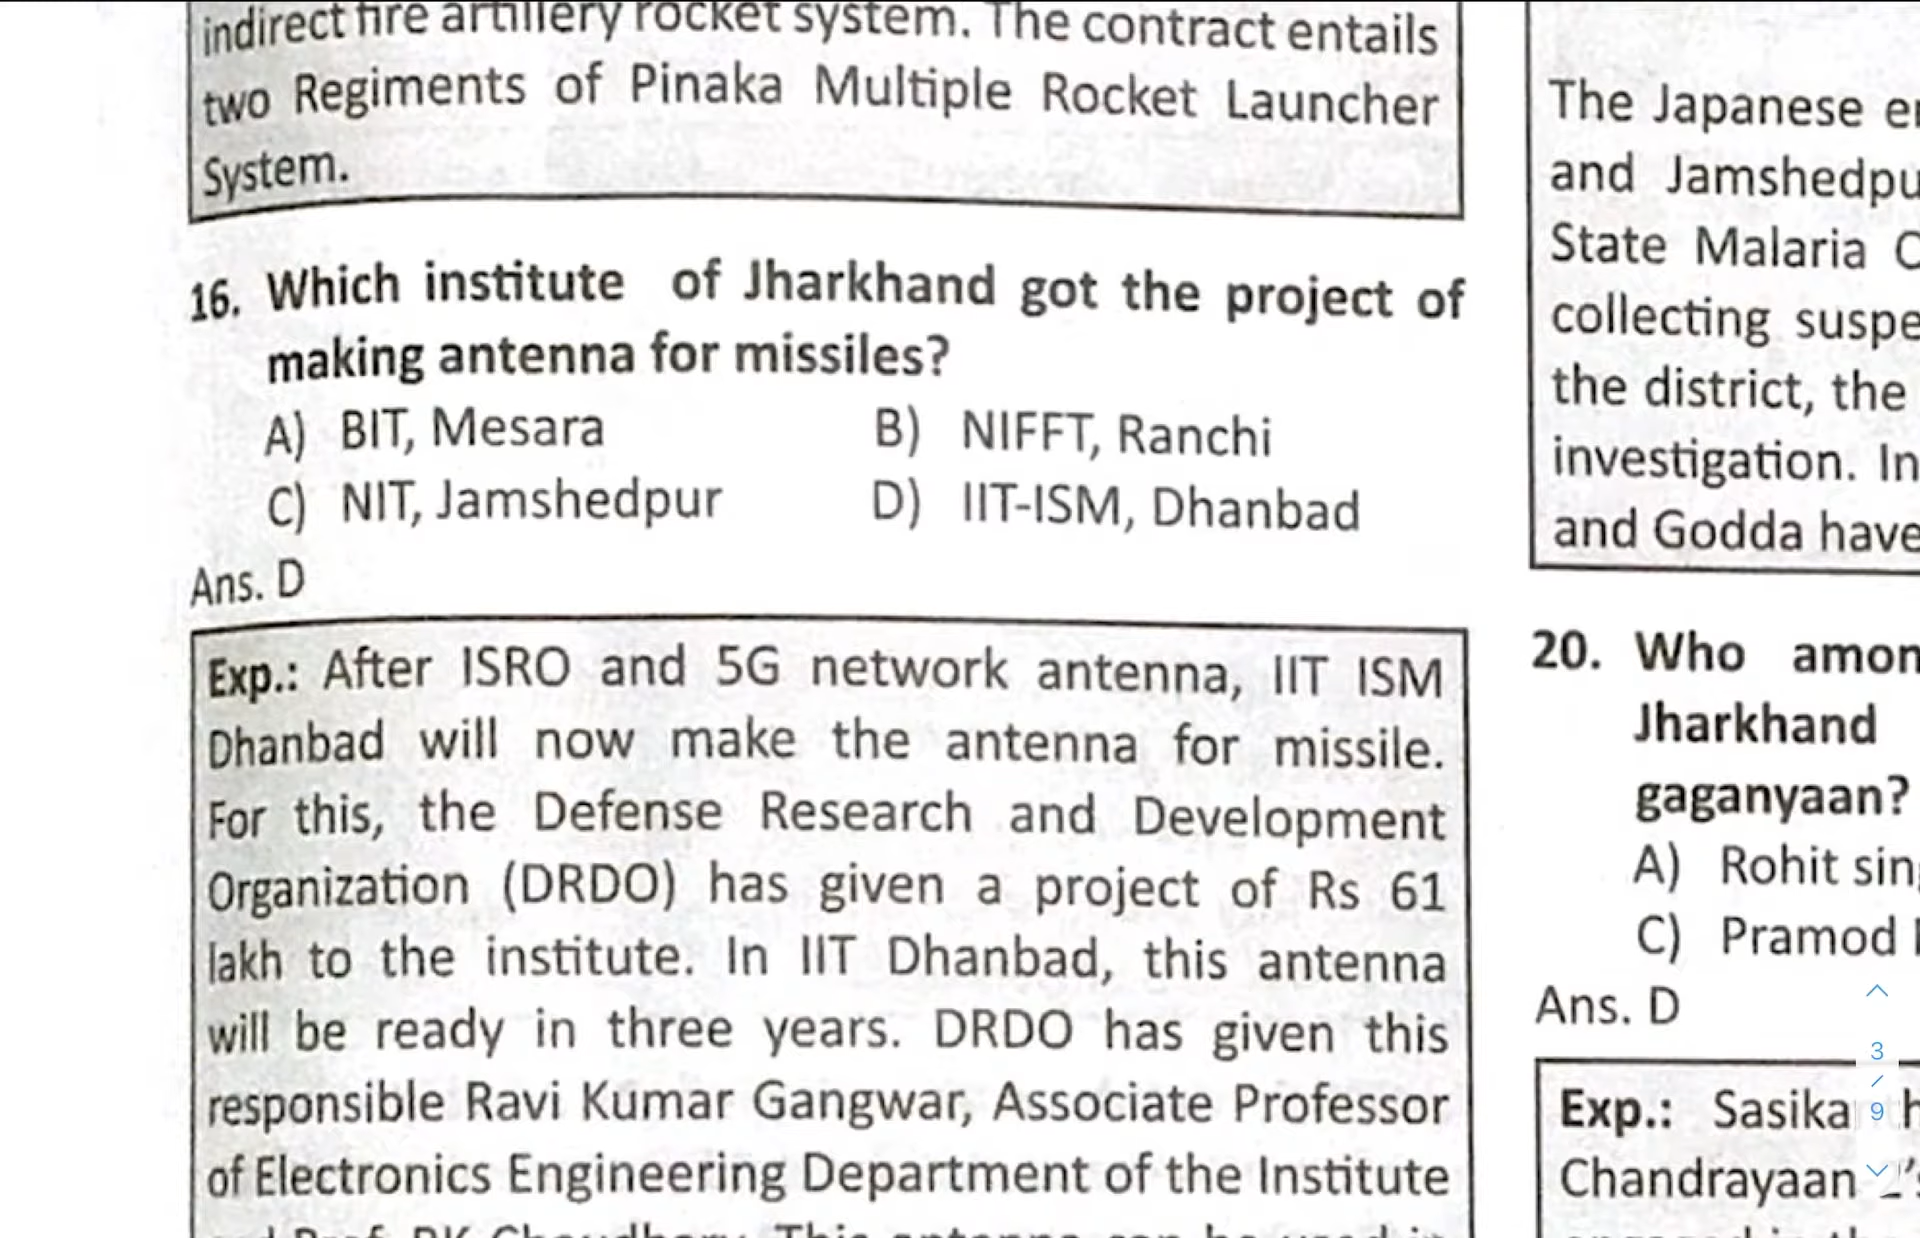 indirect fire artillery rocket system. The contract entails
two Regiments of Pinaka Multiple Rocket Launcher
System.
16. Which institute of Jharkhand got the project of
making antenna for missiles?
A) BIT, Mesara B) NIFFT, Ranchi
C) NIT, Jamshedpur D) IIT-ISM, Dhanbad
Ans. D
Exp.: After ISRO and 5G network antenna, IIT ISM
Dhanbad will now make the antenna for missile.
For this, the Defense Research and Development
Organization (DRDO) has given a project of Rs 61
lakh to the institute. In IIT Dhanbad, this antenna
will be ready in three years. DRDO has given this
responsible Ravi Kumar Gangwar, Associate Professor
of Electronics Engineering Department of the Institute
The Japanese
and Jamshedpu
State Malaria
collecting suspe
the district, the
investigation. In
and Godda have
20. Who amon
Jharkhand
gaganyaan?
A) Rohit sin
C) Pramod
Ans. D
Exp.: Sasika
Chandrayaan
3
/
9